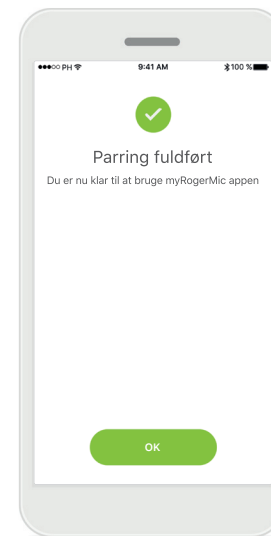 PH 9:41 AM 100 %
Parring fuldført
Du er nu klar til at bruge myRogerMic appen
OK